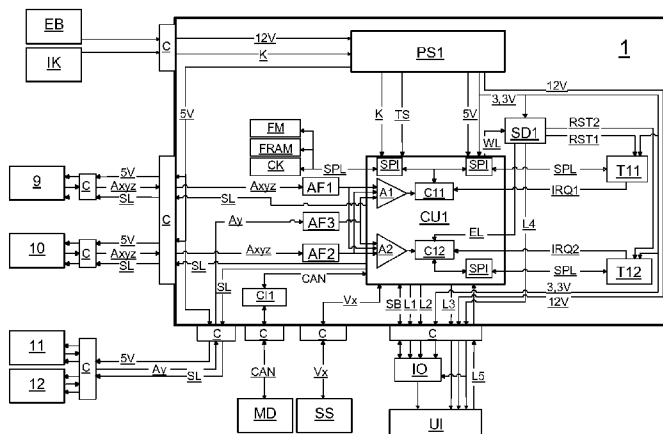 EB
IK
C
12V
K
PS1
1
12V
3,3V
5V
K
TS
5V
WL
SD1
RST2
RST1
FM
FRAM
CK
SPL
SPI
SPI
SPL
T11
9
5V
Axyz
SL
C
C
Axyz
SL
AF1
A1
C11
IRQ1
CU1
Ay
AF3
EL
L4
10
5V
Axyz
SL
C
Axyz
SL
AF2
A2
C12
IRQ2
SPI
SPL
T12
SL
CAN
CI1
Vx
SB
L1
L2
L3
3,3V
12V
C
C
C
C
11
12
C
5V
Ay
SL
CAN
Vx
IO
L5
MD
SS
UI